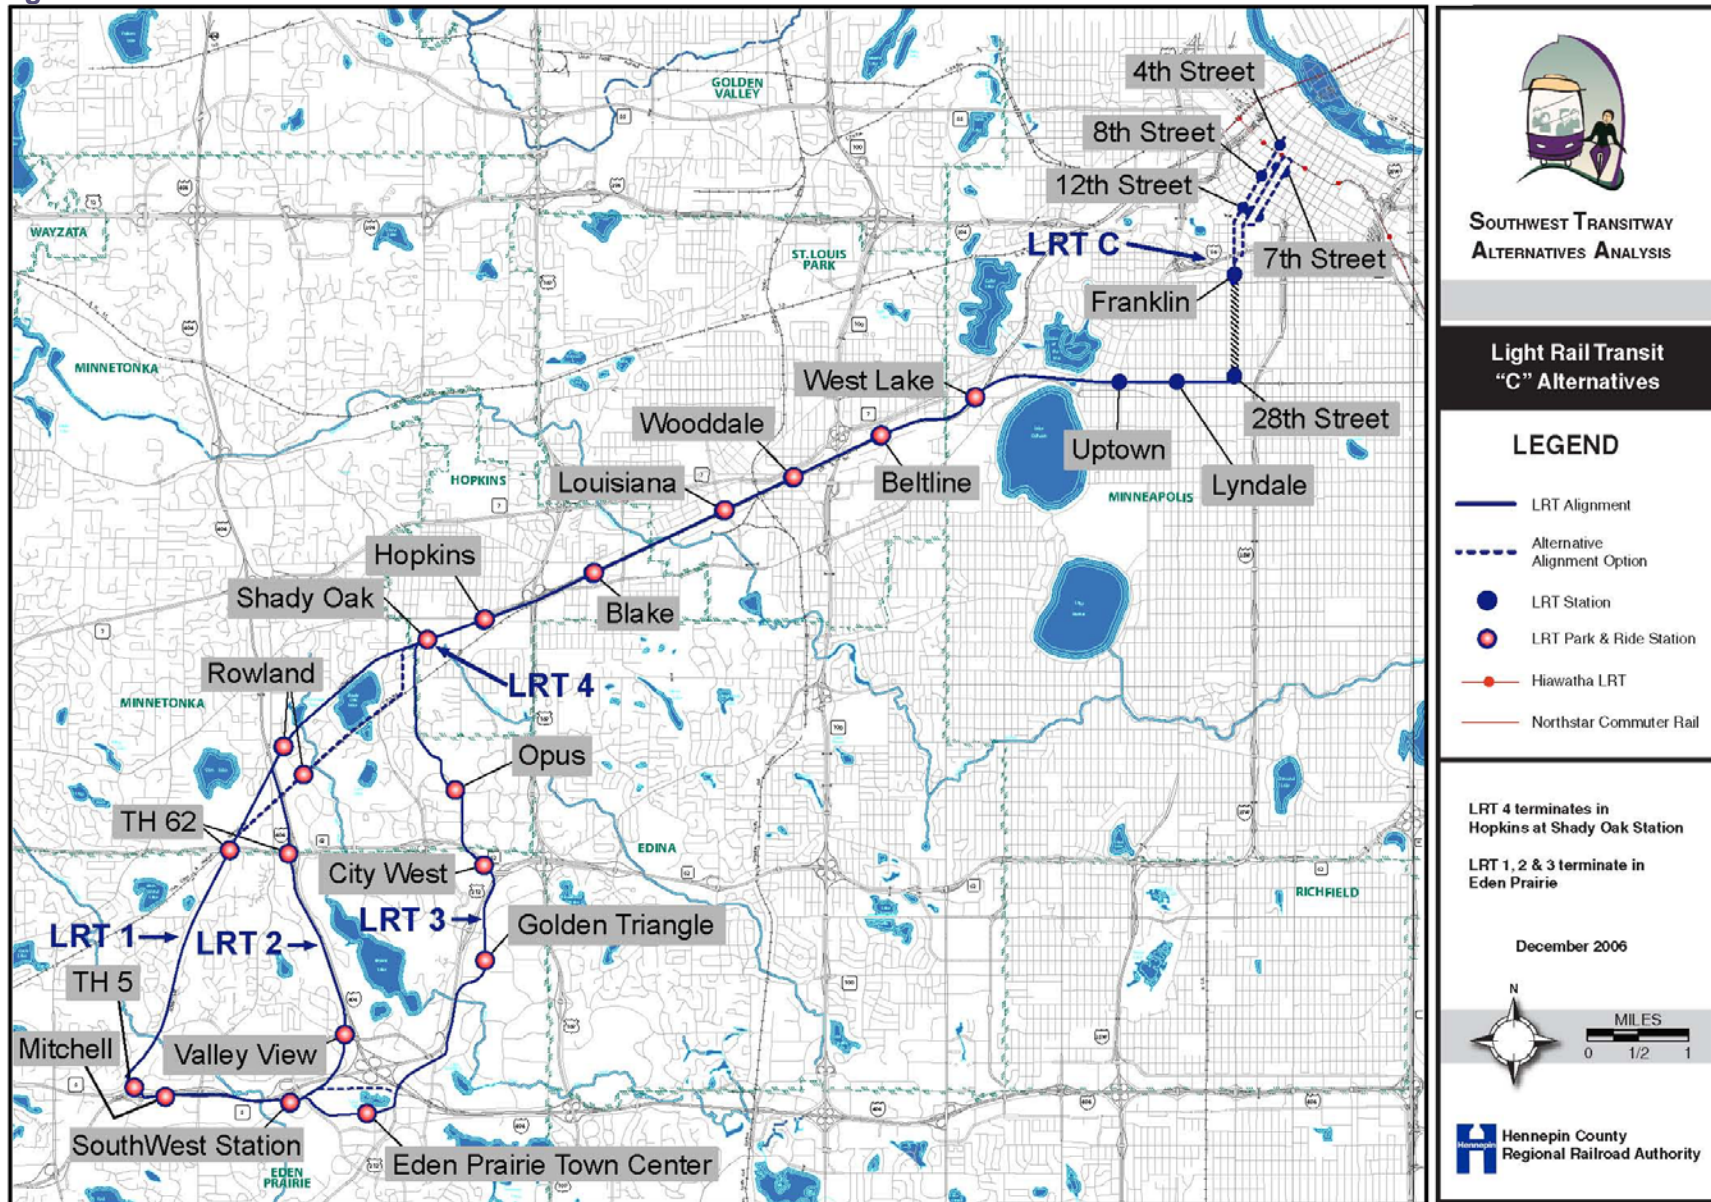 GOLDEN
VALLEY
4th Street
8th Street
12th Street
WAYZATA
LRT C
ST. LOUIS
PARK
7th Street
Franklin
MINNETONKA
West Lake
Wooddale
28th Street
Uptown
Louisiana
HOPKINS
Beltline
Lyndale
MINNEAPOLIS
Hopkins
Shady Oak
Blake
Rowland
LRT 4
MINNETONKA
Opus
TH 62
EDINA
City West
RICHFIELD
LRT 3
Golden Triangle
LRT 1
LRT 2
TH 5
Mitchell
Valley View
SouthWest Station
Eden Prairie Town Center
EDEN
PRAIRIE
SOUTHWEST TRANSITWAY
ALTERNATIVES ANALYSIS
Light Rail Transit
"C" Alternatives
LEGEND
LRT Alignment
Alternative
Alignment Option
LRT Station
LRT Park & Ride Station
Hiawatha LRT
Northstar Commuter Rail
LRT 4 terminates in
Hopkins at Shady Oak Station
LRT 1, 2 & 3 terminate in
Eden Prairie
December 2006
N
MILES
0 1/2 1
Hennepin
Hennepin County
Regional Railroad Authority